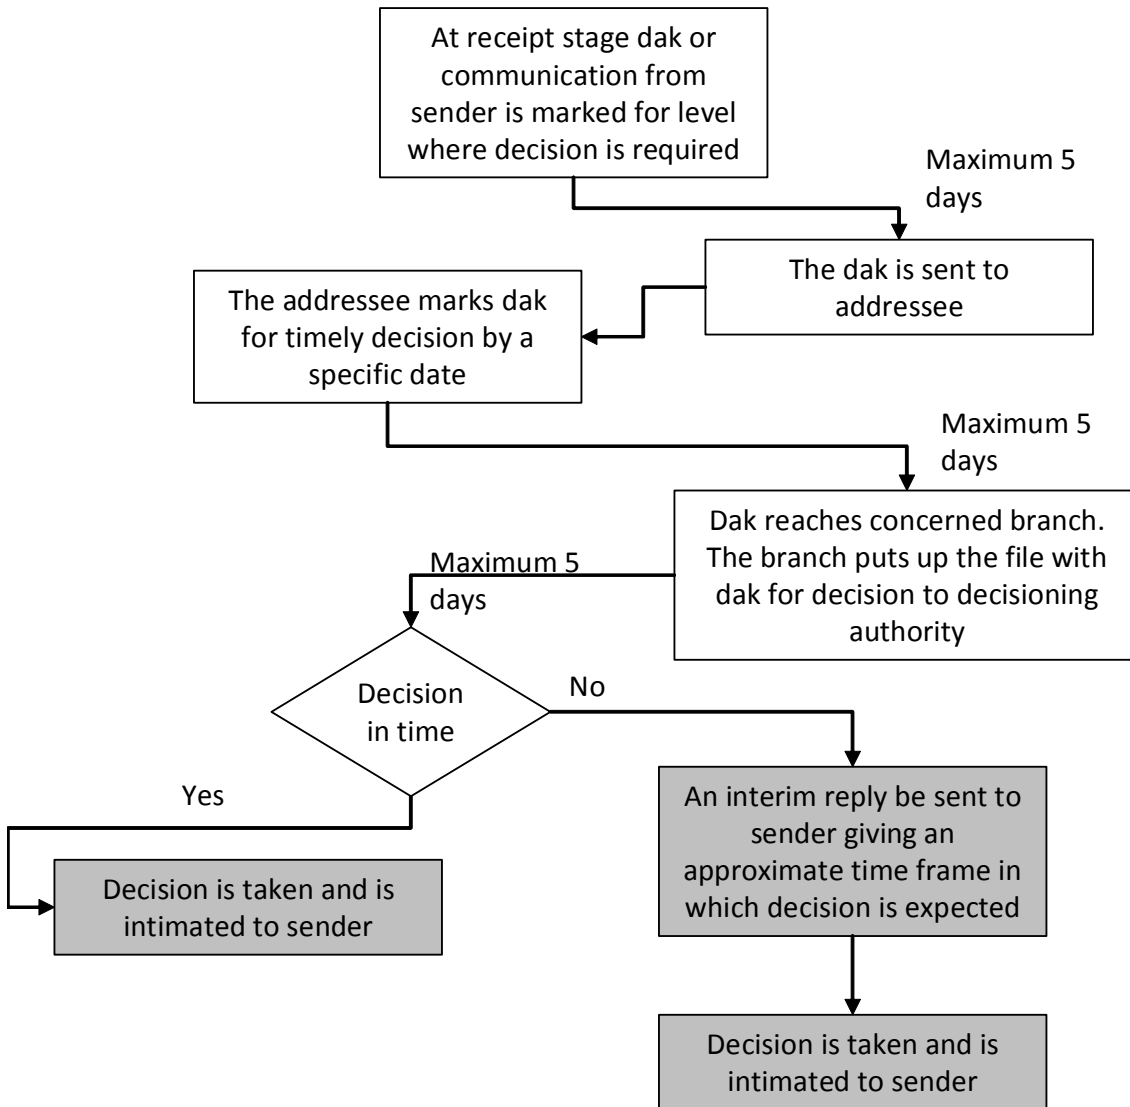 At receipt stage dak or
communication from
sender is marked for level
where decision is required
Maximum 5
days
The dak is sent to
addressee
The addressee marks dak
for timely decision by a
specific date
Maximum 5
days
Dak reaches concerned branch.
The branch puts up the file with
dak for decision to decisioning
authority
Maximum 5
days
Decision
in time
No
Yes
An interim reply be sent to
sender giving an
approximate time frame in
which decision is expected
Decision is taken and is
intimated to sender
Decision is taken and is
intimated to sender